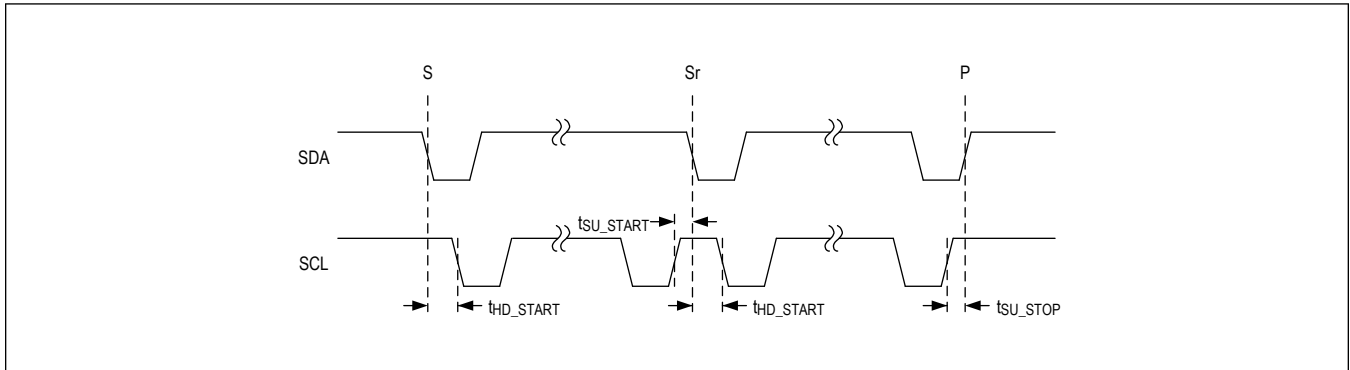 S Sr P
SDA
tSU_START
SCL
tHD_START tHD_START tSU_STOP